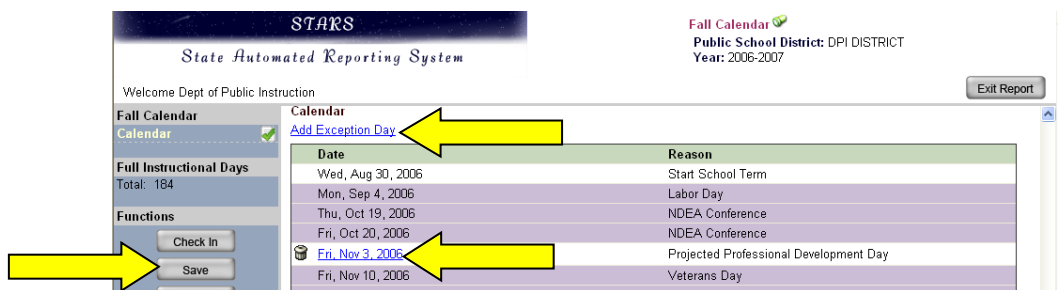 STARS
State Automated Reporting System
Fall Calendar
Public School District: DPI DISTRICT
Year: 2006-2007
Welcome Dept of Public Instruction
Exit Report
Fall Calendar
Calendar
Full Instructional Days
Total: 184
Functions
Check In
Save
Calendar
Add Exception Day
Date Reason
Wed, Aug 30, 2006 Start School Term
Mon, Sep 4, 2006 Labor Day
Thu, Oct 19, 2006 NDEA Conference
Fri, Oct 20, 2006 NDEA Conference
Fri, Nov 3, 2006 Projected Professional Development Day
Fri, Nov 10, 2006 Veterans Day